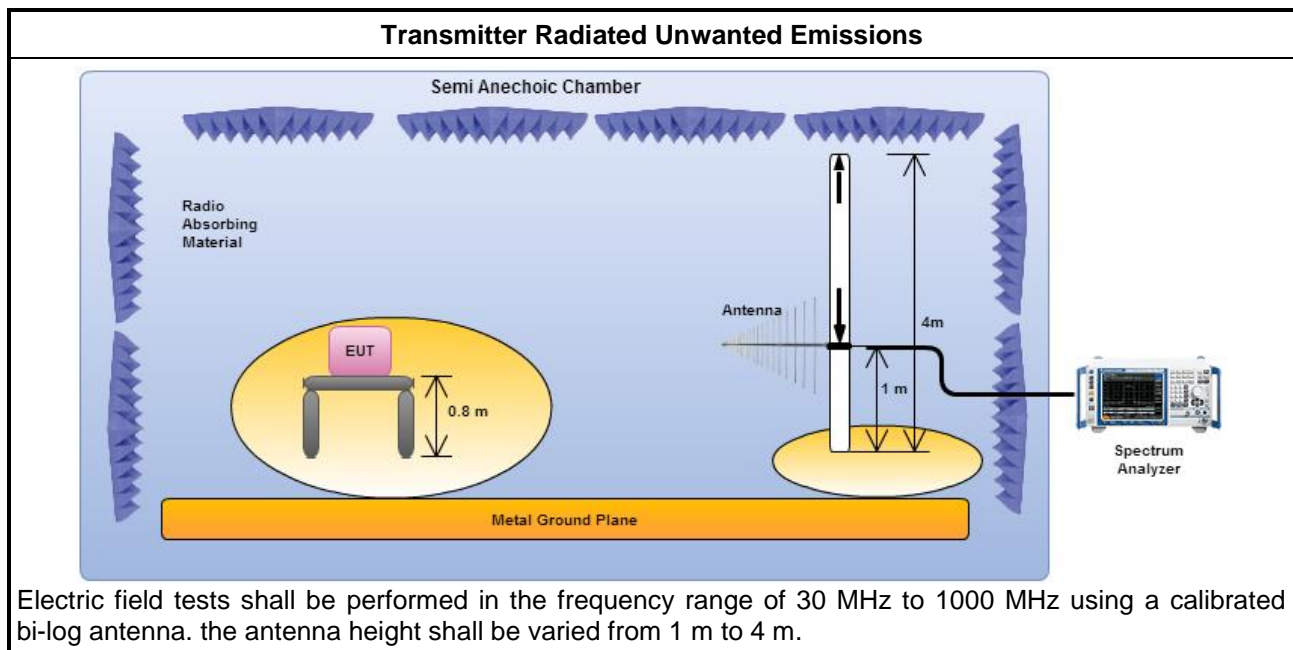 Transmitter Radiated Unwanted Emissions
Semi Anechoic Chamber
Radio
Absorbing
Material
Antenna
4m
EUT
1 m
0.8 m
Spectrum
Analyzer
Metal Ground Plane
Electric field tests shall be performed in the frequency range of 30 MHz to 1000 MHz using a calibrated
bi-log antenna. the antenna height shall be varied from 1 m to 4 m.